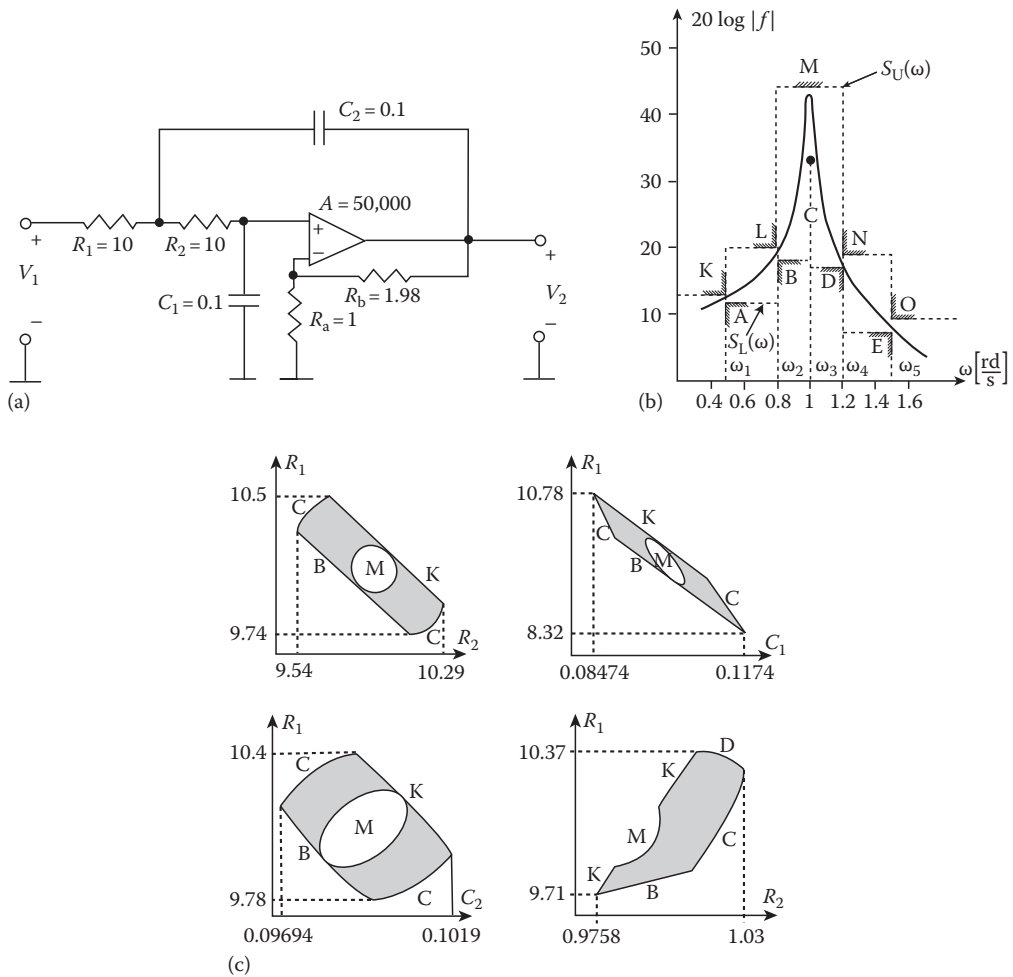 C₂ = 0.1
A = 50,000
+
−
R₁ = 10
R₂ = 10
+
V₁
−
C₁ = 0.1
R_b = 1.98
R_a = 1
+
V₂
−
(a)
20 log |f|
50
40
30
20
10
M
S_U(ω)
C
L
N
K
B
D
A
O
E
S_L(ω)
ω₁
ω₂
ω₃
ω₄
ω₅
ω [rd/s]
0.4 0.6 0.8 1 1.2 1.4 1.6
(b)
R₁
10.5
C
B
M
K
9.74
C
R₂
9.54
10.29
R₁
10.78
K
C
M
B
C
8.32
C₁
0.08474
0.1174
R₁
10.4
C
K
M
B
9.78
C
C₂
0.09694
0.1019
R₁
10.37
D
K
M
C
K
B
9.71
R₂
0.9758
1.03
(c)